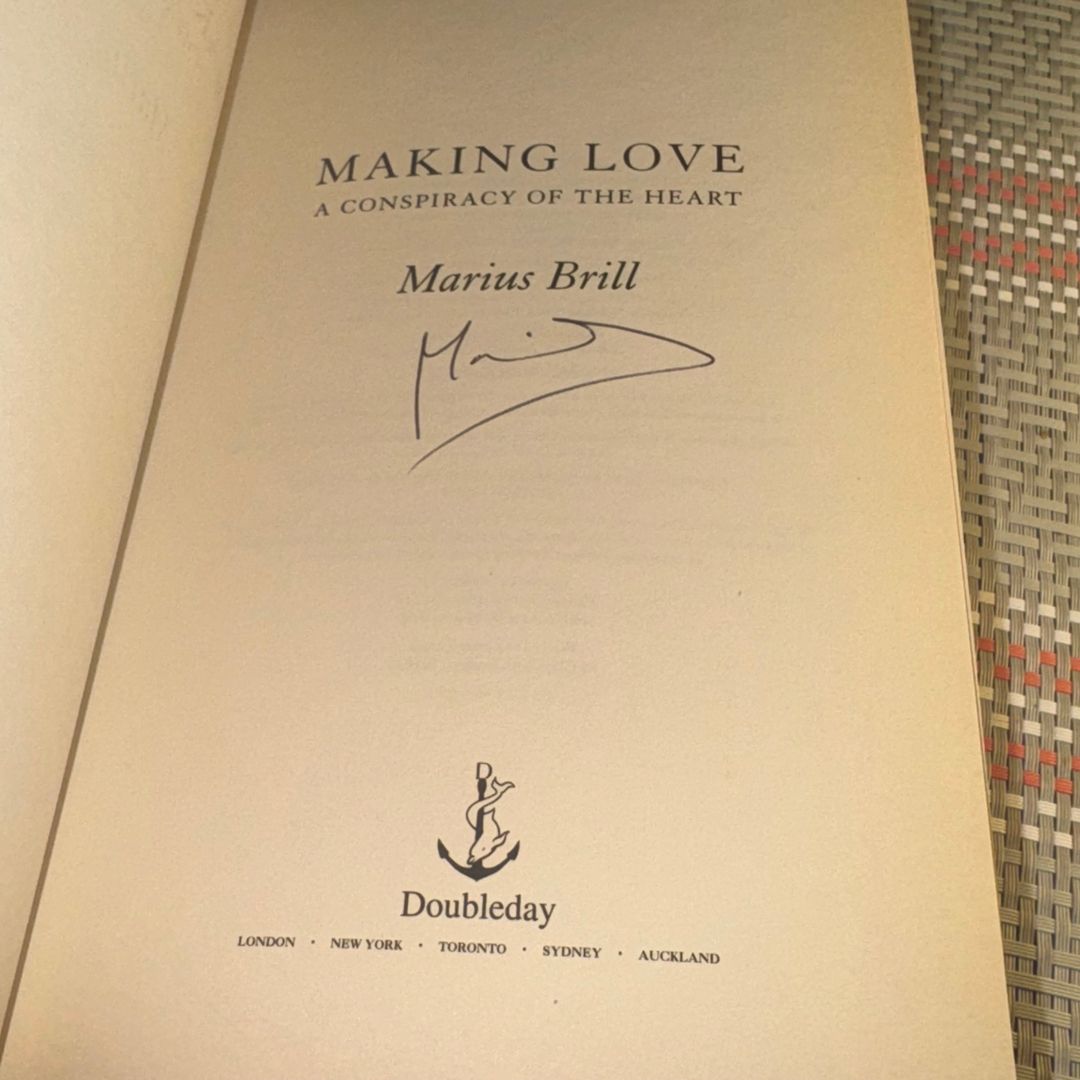 MAKING LOVE
A CONSPIRACY OF THE HEART
Marius Brill
D
Doubleday
LONDON · NEW YORK · TORONTO · SYDNEY · AUCKLAND